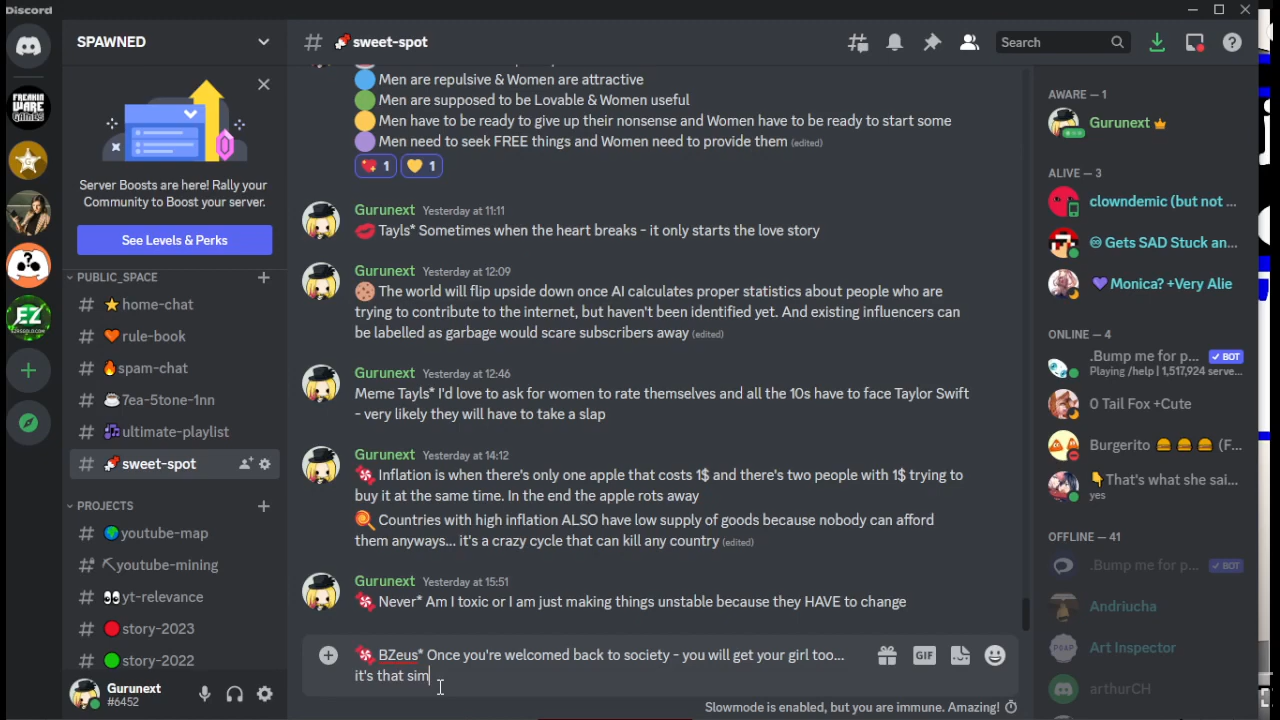 Discord
SPAWNED
# sweet-spot
Search
Server Boosts are here! Rally your
Community to Boost your server.
See Levels & Perks
FREAKIN
WARE
GAMES
EZ
PUBLIC_SPACE
# home-chat
# rule-book
# spam-chat
# 7ea-5tone-1nn
# ultimate-playlist
# sweet-spot
PROJECTS
# youtube-map
# youtube-mining
# yt-relevance
# story-2023
# story-2022
Gurunext
#6452
Men are repulsive & Women are attractive
Men are supposed to be Lovable & Women useful
Men have to be ready to give up their nonsense and Women have to be ready to start some
Men need to seek FREE things and Women need to provide them (edited)
1 1
Gurunext Yesterday at 11:11
Tayls* Sometimes when the heart breaks - it only starts the love story
Gurunext Yesterday at 12:09
The world will flip upside down once AI calculates proper statistics about people who are
trying to contribute to the internet, but haven't been identified yet. And existing influencers
can be labelled as garbage would scare subscribers away (edited)
Gurunext Yesterday at 12:46
Meme Tayls* I'd love to ask for women to rate themselves and all the 10s have to face Taylor Swift
- very likely they will have to take a slap
Gurunext Yesterday at 14:12
Inflation is when there's only one apple that costs 1$ and there's two people with 1$ trying to
buy it at the same time. In the end the apple rots away
Countries with high inflation ALSO have low supply of goods because nobody can afford
them anyways... it's a crazy cycle that can kill any country (edited)
Gurunext Yesterday at 15:51
Never* Am I toxic or I am just making things unstable because they HAVE to change
BZeus* Once you're welcomed back to society - you will get your girl too...
it's that sim
GIF
Slowmode is enabled, but you are immune. Amazing!
AWARE — 1
Gurunext
ALIVE — 3
clowndemic (but not ...
Gets SAD Stuck an...
Monica? +Very Alie
ONLINE — 4
.Bump me for p... BOT
Playing /help | 1,517,924 serve...
0 Tail Fox +Cute
Burgerito (F...
That's what she sai...
yes
OFFLINE — 41
.Bump me for p... BOT
Andriucha
Art Inspector
arturCH